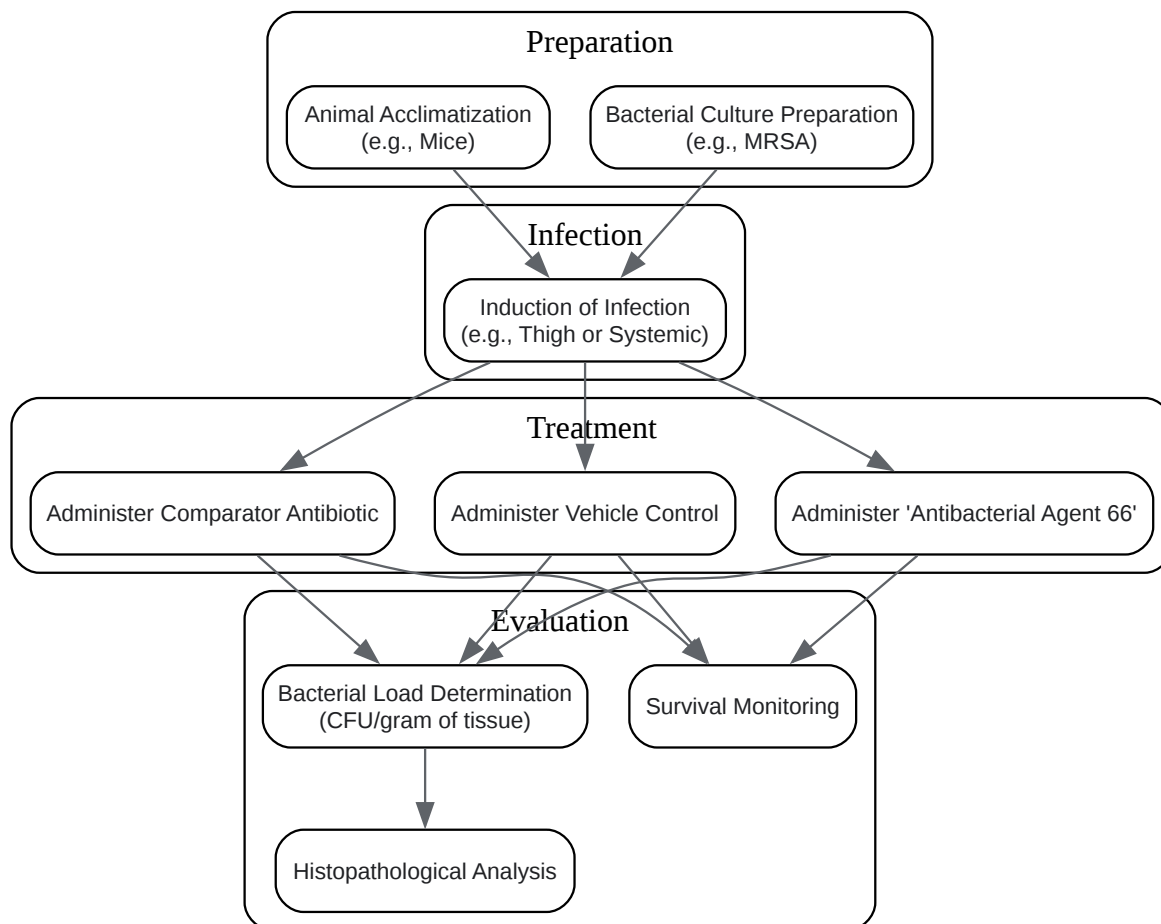 Preparation
Animal Acclimatization
(e.g., Mice)
Bacterial Culture Preparation
(e.g., MRSA)
Infection
Induction of Infection
(e.g., Thigh or Systemic)
Treatment
Administer Comparator Antibiotic
Administer Vehicle Control
Administer 'Antibacterial Agent 66'
Evaluation
Bacterial Load Determination
(CFU/gram of tissue)
Survival Monitoring
Histopathological Analysis